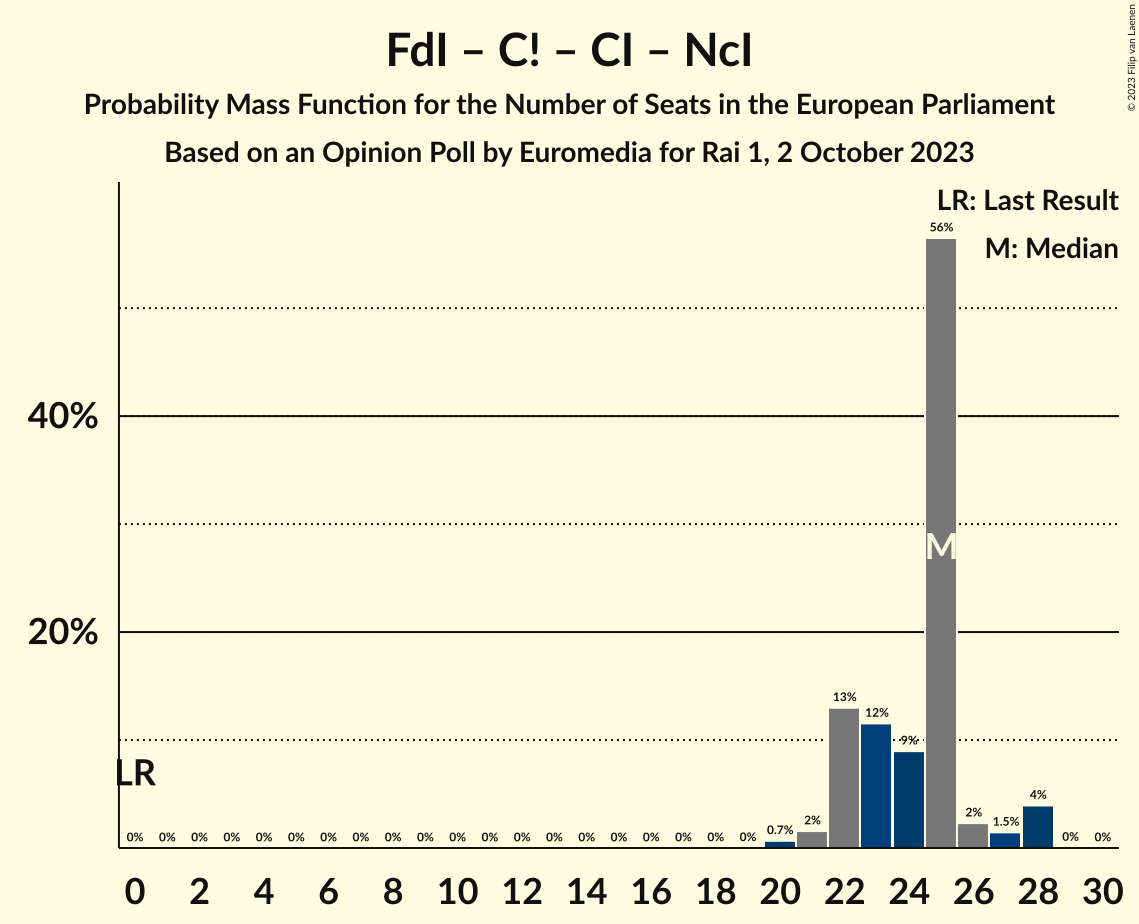 FdI – C! – CI – NcI
Probability Mass Function for the Number of Seats in the European Parliament
Based on an Opinion Poll by Euromedia for Rai 1, 2 October 2023
© 2023 Filip van Laenen
LR: Last Result
M: Median
40%
20%
LR
M
0% 0% 0% 0% 0% 0% 0% 0% 0% 0% 0% 0% 0% 0% 0% 0% 0% 0% 0% 0% 0.7% 2% 13% 12% 9% 56% 2% 1.5% 4% 0% 0%
0 2 4 6 8 10 12 14 16 18 20 22 24 26 28 30